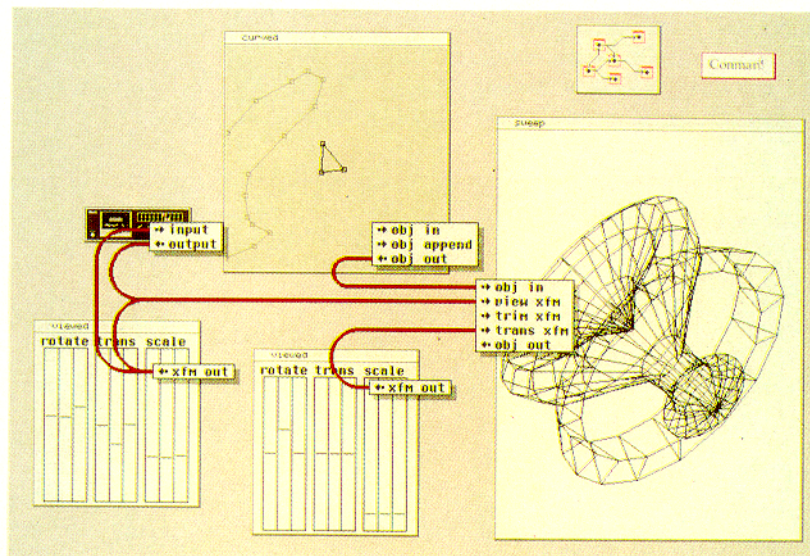 curved
Conman!
sweep
input
output
obj in
obj append
obj out
obj in
view xfm
trim xfm
trans xfm
obj out
viewed
rotate trans scale
xfm out
viewed
rotate trans scale
xfm out